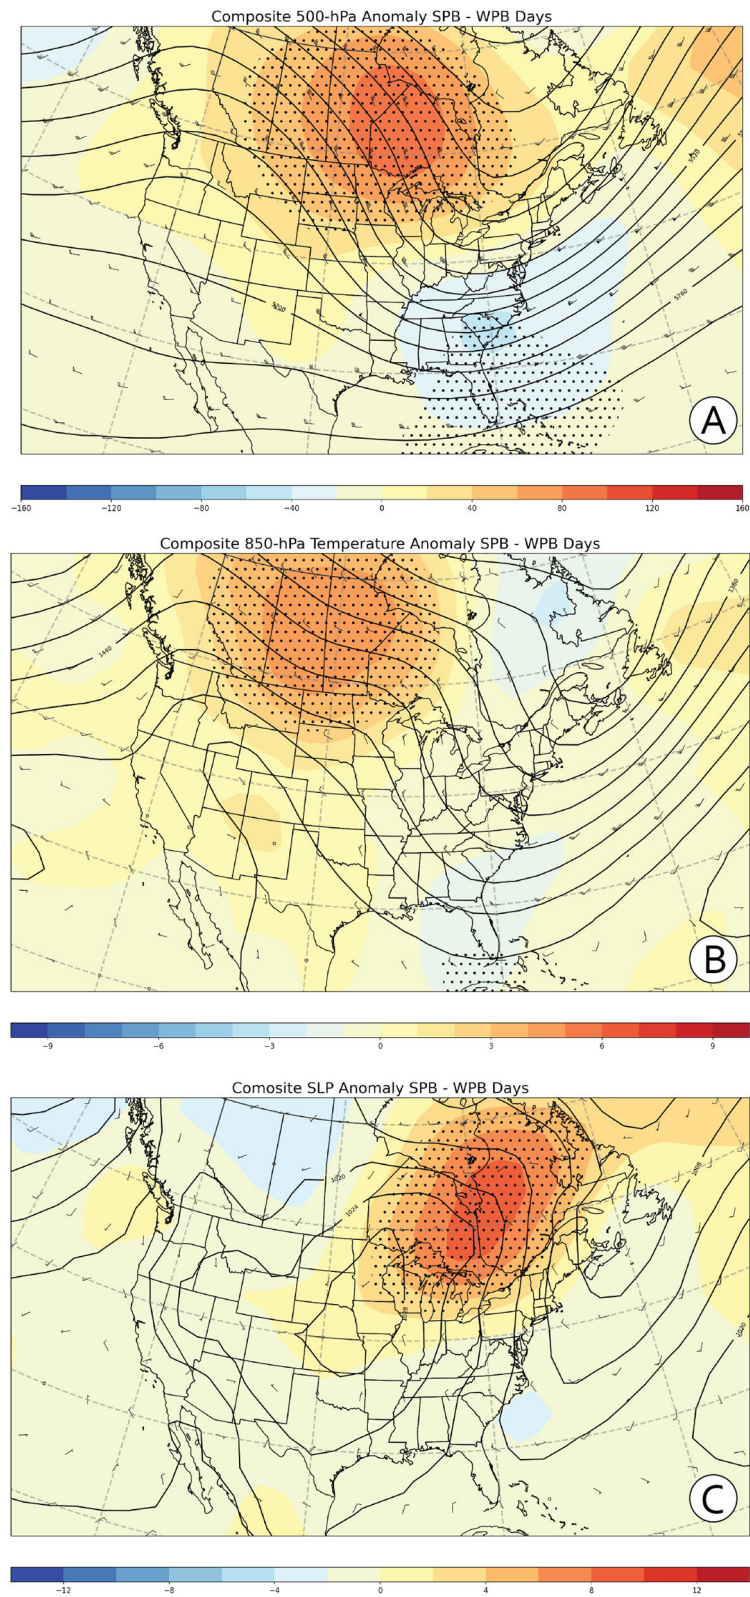 Composite 500-hPa Anomaly SPB - WPB Days
5520
5700
5760
A
−160 −120 −80 −40 0 40 80 120 160
Composite 850-hPa Temperature Anomaly SPB - WPB Days
1360
1440
B
−9 −6 −3 0 3 6 9
Comosite SLP Anomaly SPB - WPB Days
1008
1020
1024
1020
C
−12 −8 −4 0 4 8 12